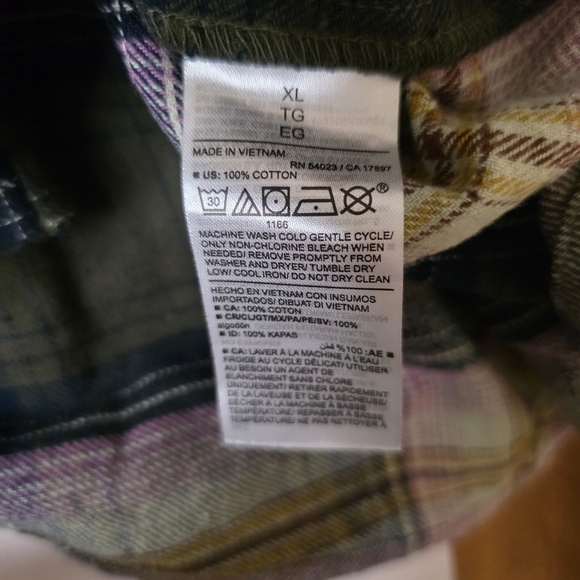 XL
TG
EG
MADE IN VIETNAM
RN 54023 / CA 17897
■ US: 100% COTTON
30
®
1166
MACHINE WASH COLD GENTLE CYCLE/
ONLY NON-CHLORINE BLEACH WHEN
NEEDED/ REMOVE PROMPTLY FROM
WASHER AND DRYER/ TUMBLE DRY
LOW/ COOL IRON/ DO NOT DRY CLEAN
HECHO EN VIETNAM CON INSUMOS
IMPORTADOS/ DIBUAT DI VIETNAM
■ CA: 100% COTON
■ CR/CL/GT/MX/PA/PE/SV: 100%
algodón
■ ID: 100% KAPAS
■ AE: 100% قطن
■ CA: LAVER À LA MACHINE À L'EAU
FROIDE AU CYCLE DÉLICAT/ UTILISER
AU BESOIN UN AGENT DE
BLANCHIMENT SANS CHLORE
UNIQUEMENT/ RETIRER RAPIDEMENT
DE LA LAVEUSE ET DE LA SÉCHEUSE/
SÉCHER À LA MACHINE À BASSE
TEMPÉRATURE/ REPASSER À BASSE
TEMPÉRATURE/ NE PAS NETTOYER À